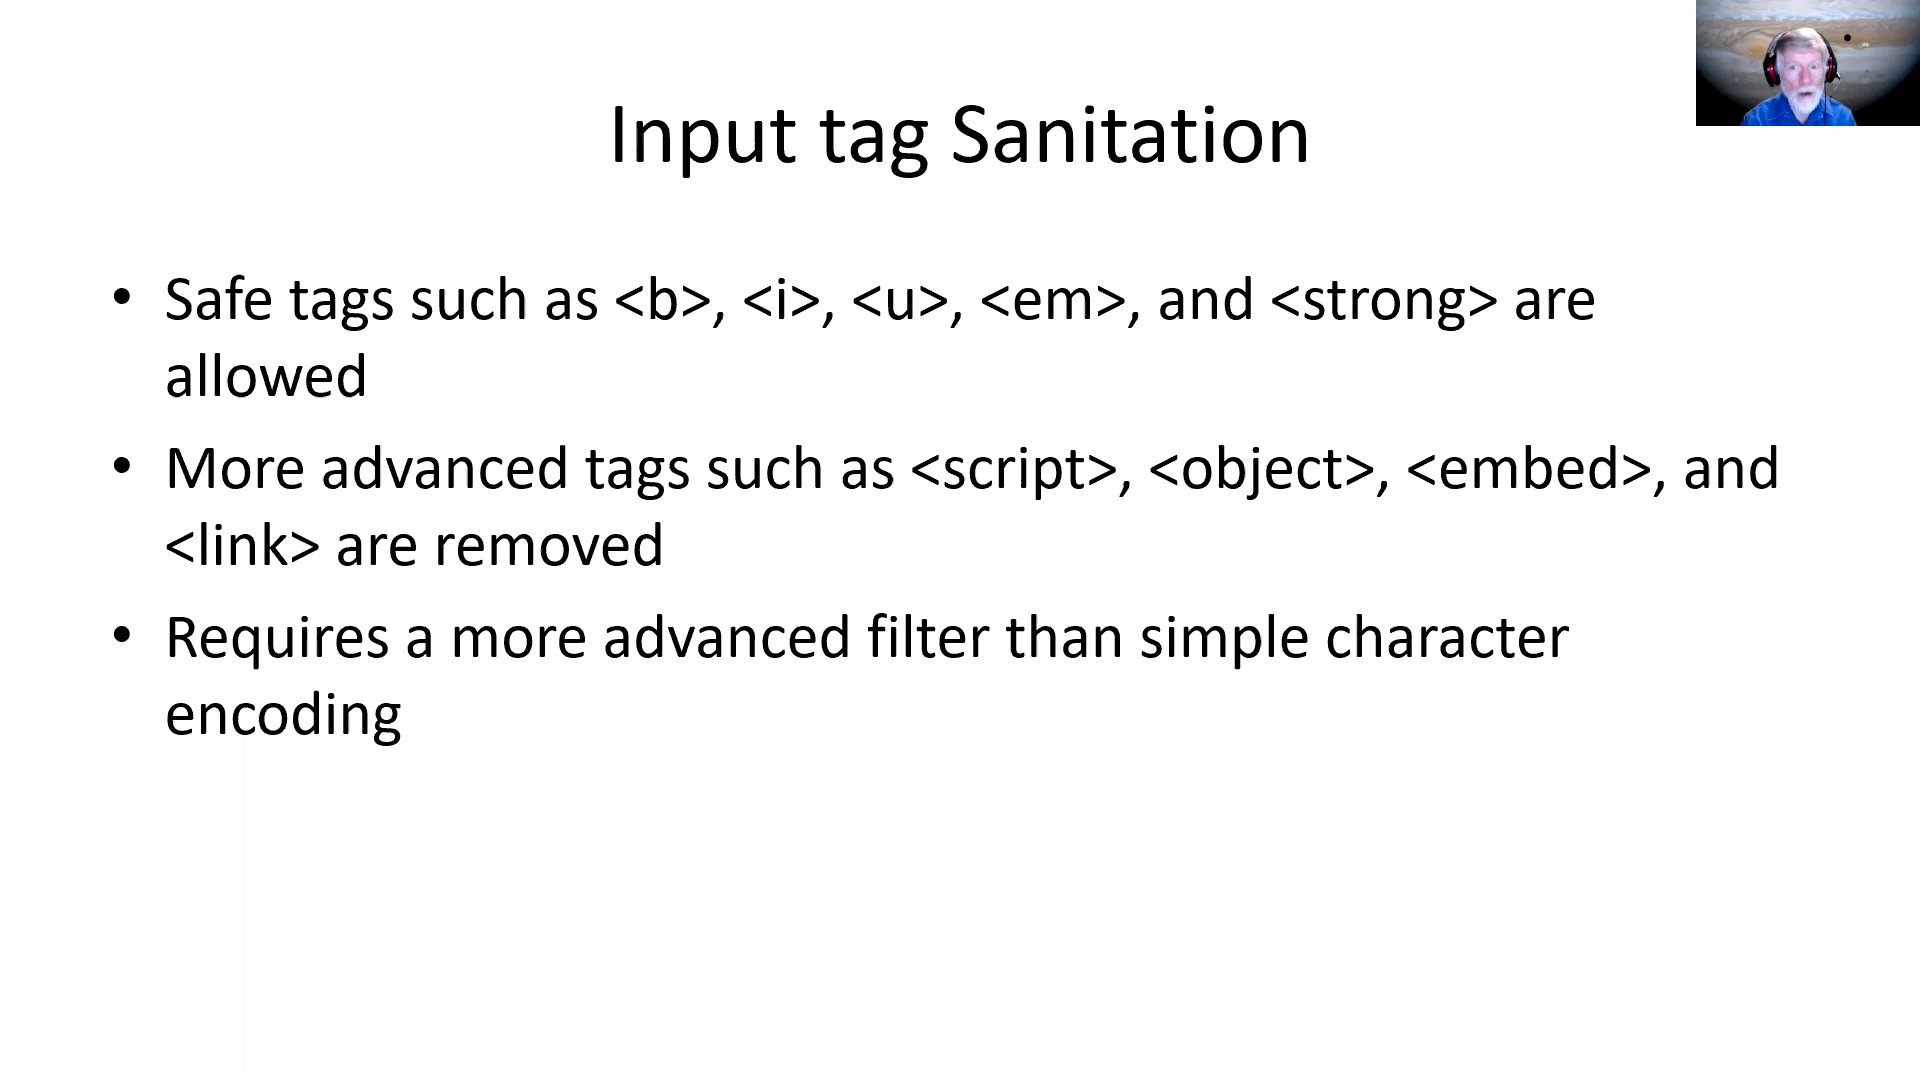 Input tag Sanitation
• Safe tags such as <b>, <i>, <u>, <em>, and <strong> are
allowed
• More advanced tags such as <script>, <object>, <embed>, and
<link> are removed
• Requires a more advanced filter than simple character
encoding